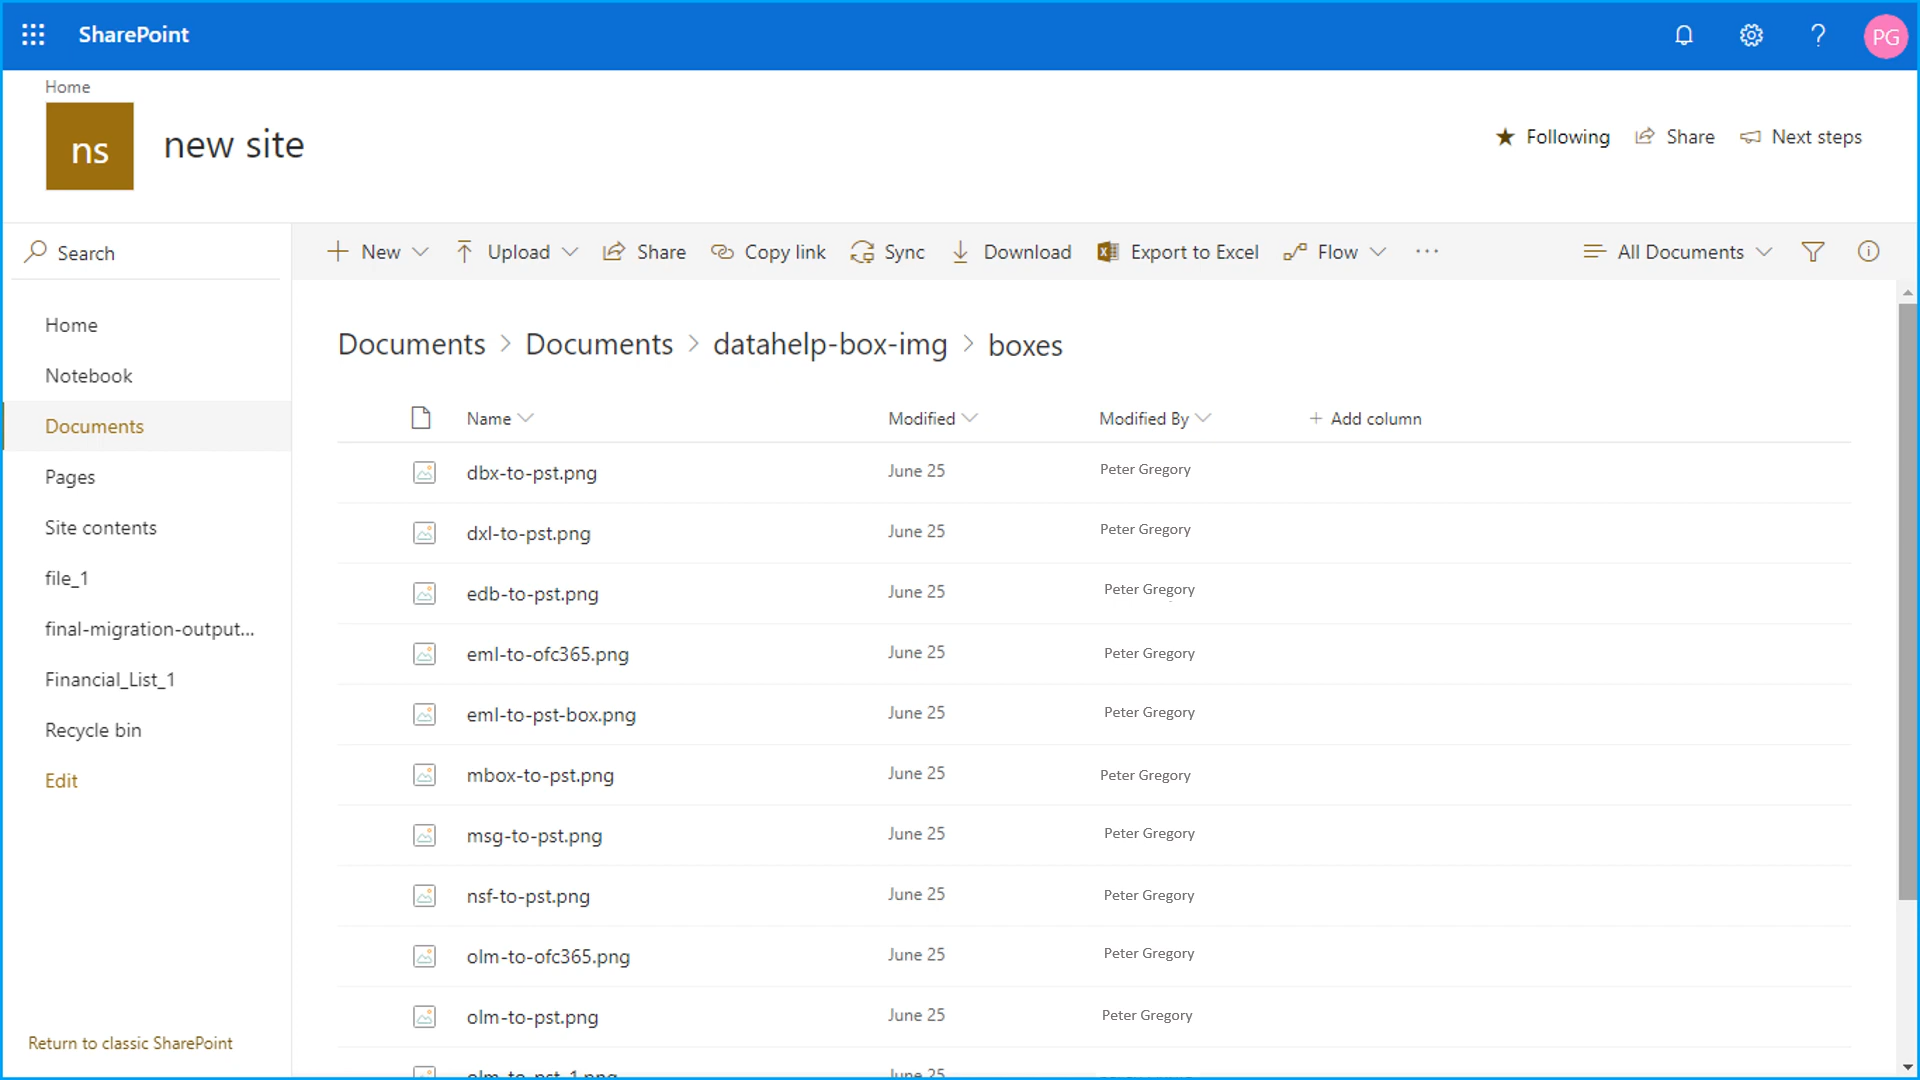 SharePoint
PG
Home
ns
new site
Following Share Next steps
Search
New Upload Share Copy link Sync Download Export to Excel Flow ... All Documents
Home
Notebook
Documents
Pages
Site contents
file_1
final-migration-output...
Financial_List_1
Recycle bin
Edit
Return to classic SharePoint
Documents > Documents > datahelp-box-img > boxes
Name Modified Modified By + Add column
dbx-to-pst.png June 25 Peter Gregory
dxl-to-pst.png June 25 Peter Gregory
edb-to-pst.png June 25 Peter Gregory
eml-to-ofc365.png June 25 Peter Gregory
eml-to-pst-box.png June 25 Peter Gregory
mbox-to-pst.png June 25 Peter Gregory
msg-to-pst.png June 25 Peter Gregory
nsf-to-pst.png June 25 Peter Gregory
olm-to-ofc365.png June 25 Peter Gregory
olm-to-pst.png June 25 Peter Gregory
olm-to-pst_1.png June 25